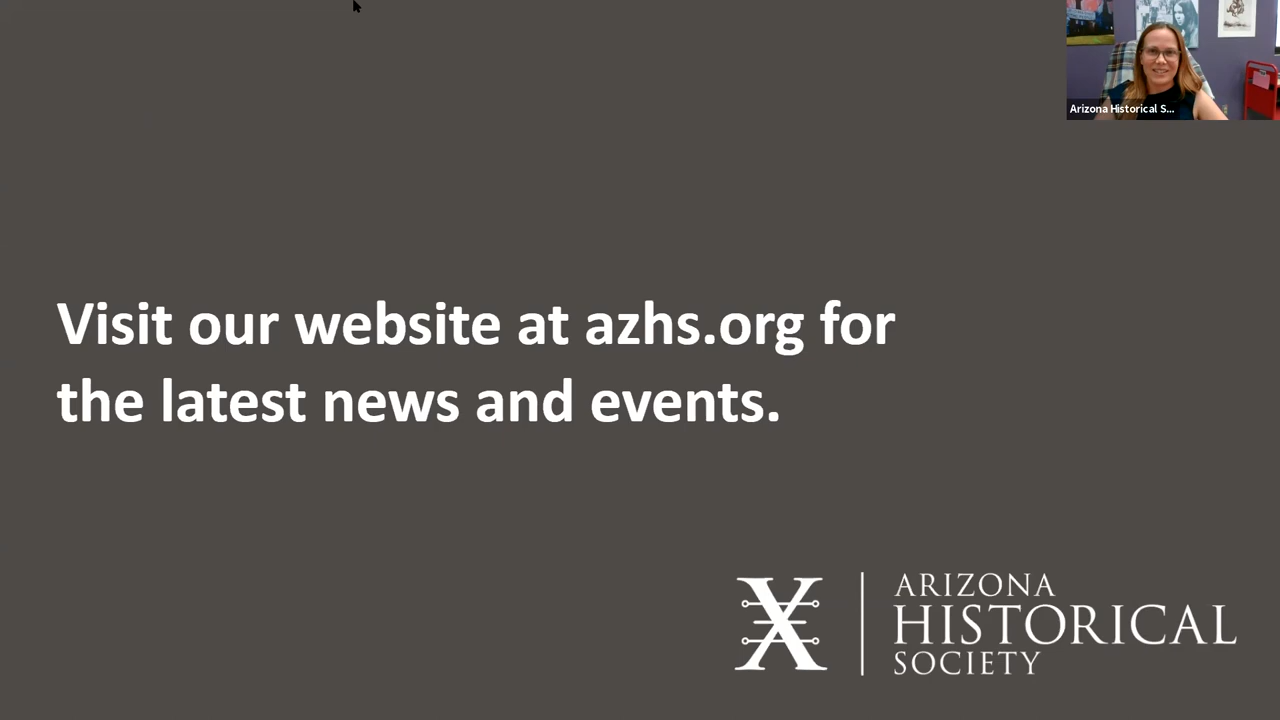 Arizona Historical S...
Visit our website at azhs.org for
the latest news and events.
ARIZONA
HISTORICAL
SOCIETY